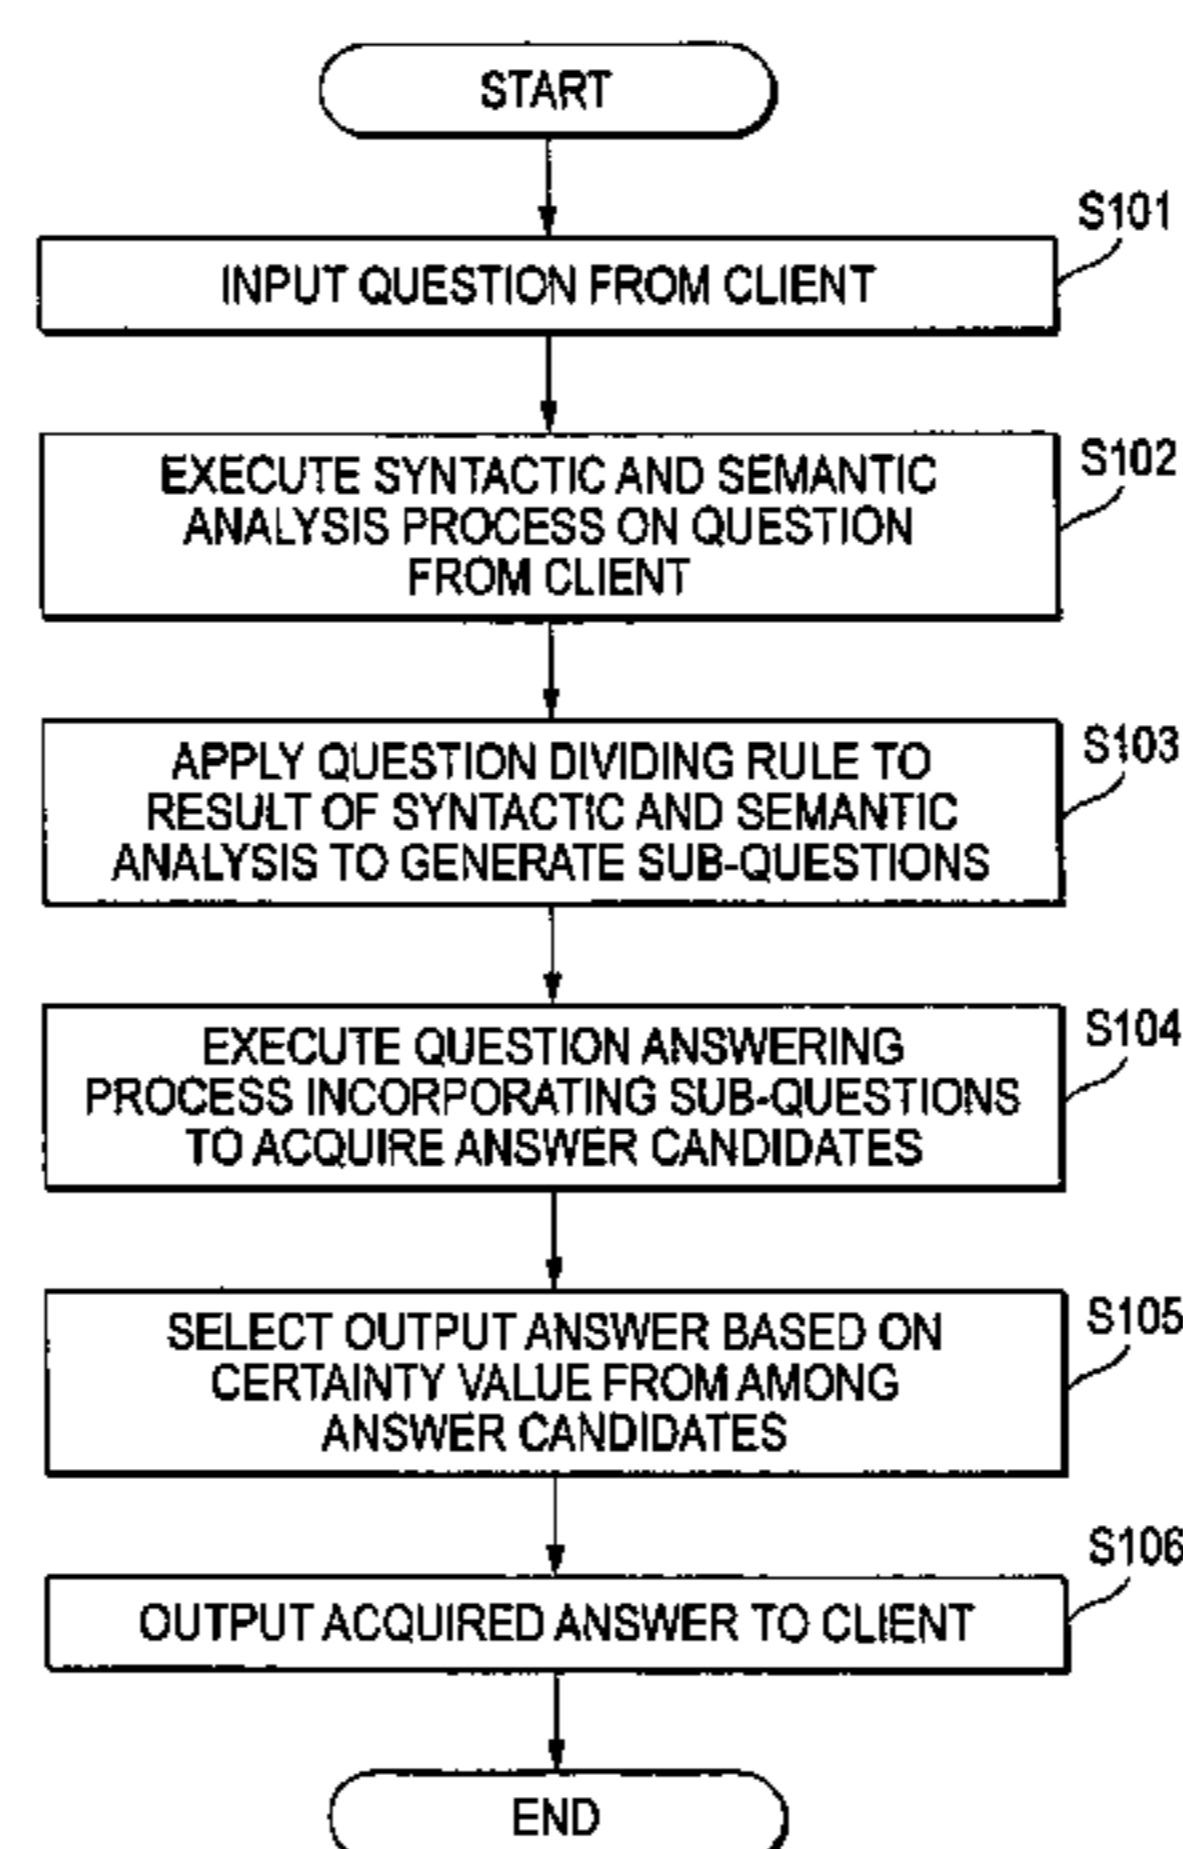 START
S101
INPUT QUESTION FROM CLIENT
S102
EXECUTE SYNTACTIC AND SEMANTIC
ANALYSIS PROCESS ON QUESTION
FROM CLIENT
S103
APPLY QUESTION DIVIDING RULE TO
RESULT OF SYNTACTIC AND SEMANTIC
ANALYSIS TO GENERATE SUB-QUESTIONS
S104
EXECUTE QUESTION ANSWERING
PROCESS INCORPORATING SUB-QUESTIONS
TO ACQUIRE ANSWER CANDIDATES
S105
SELECT OUTPUT ANSWER BASED ON
CERTAINTY VALUE FROM AMONG
ANSWER CANDIDATES
S106
OUTPUT ACQUIRED ANSWER TO CLIENT
END